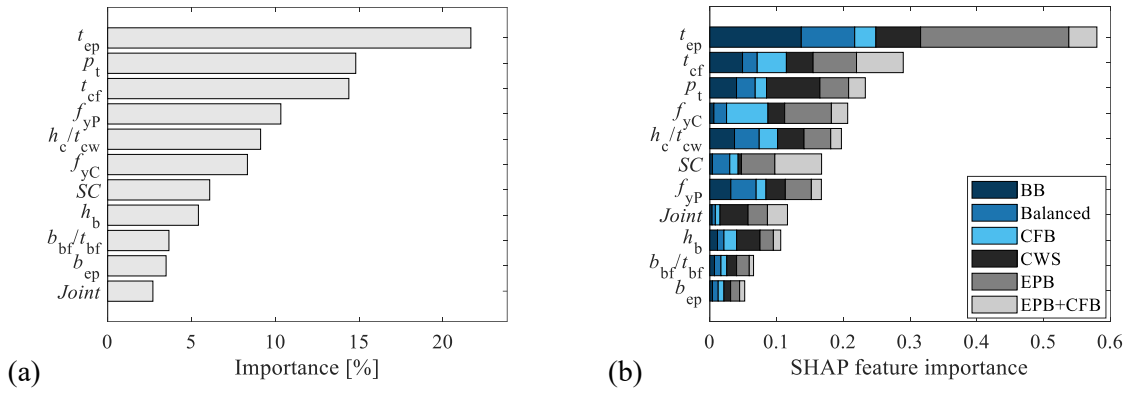 t_ep
p_t
t_cf
f_yP
h_c/t_cw
f_yC
SC
h_b
b_bf/t_bf
b_ep
Joint
0 5 10 15 20
Importance [%]
(a)
t_ep
t_cf
p_t
f_yC
h_c/t_cw
SC
f_yP
Joint
h_b
b_bf/t_bf
b_ep
BB
Balanced
CFB
CWS
EPB
EPB+CFB
0 0.1 0.2 0.3 0.4 0.5 0.6
SHAP feature importance
(b)